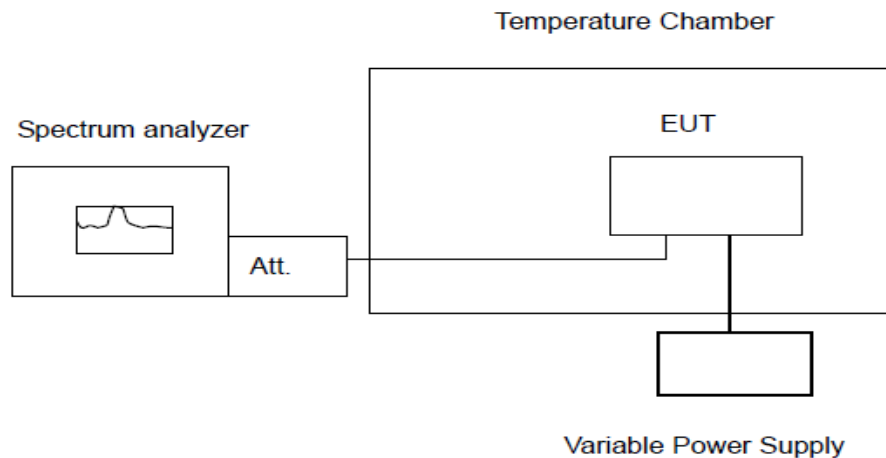 Temperature Chamber
Spectrum analyzer
EUT
Att.
Variable Power Supply